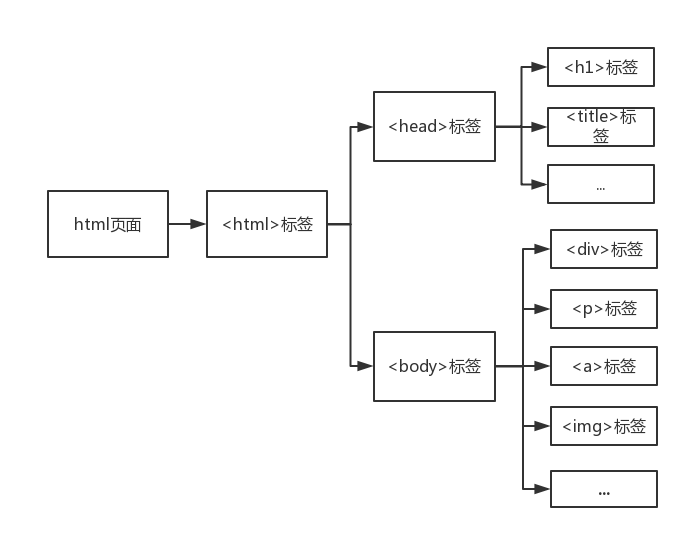 html页面
<html>标签
<head>标签
<h1>标签
<title>标
签
...
<body>标签
<div>标签
<p>标签
<a>标签
<img>标签
...